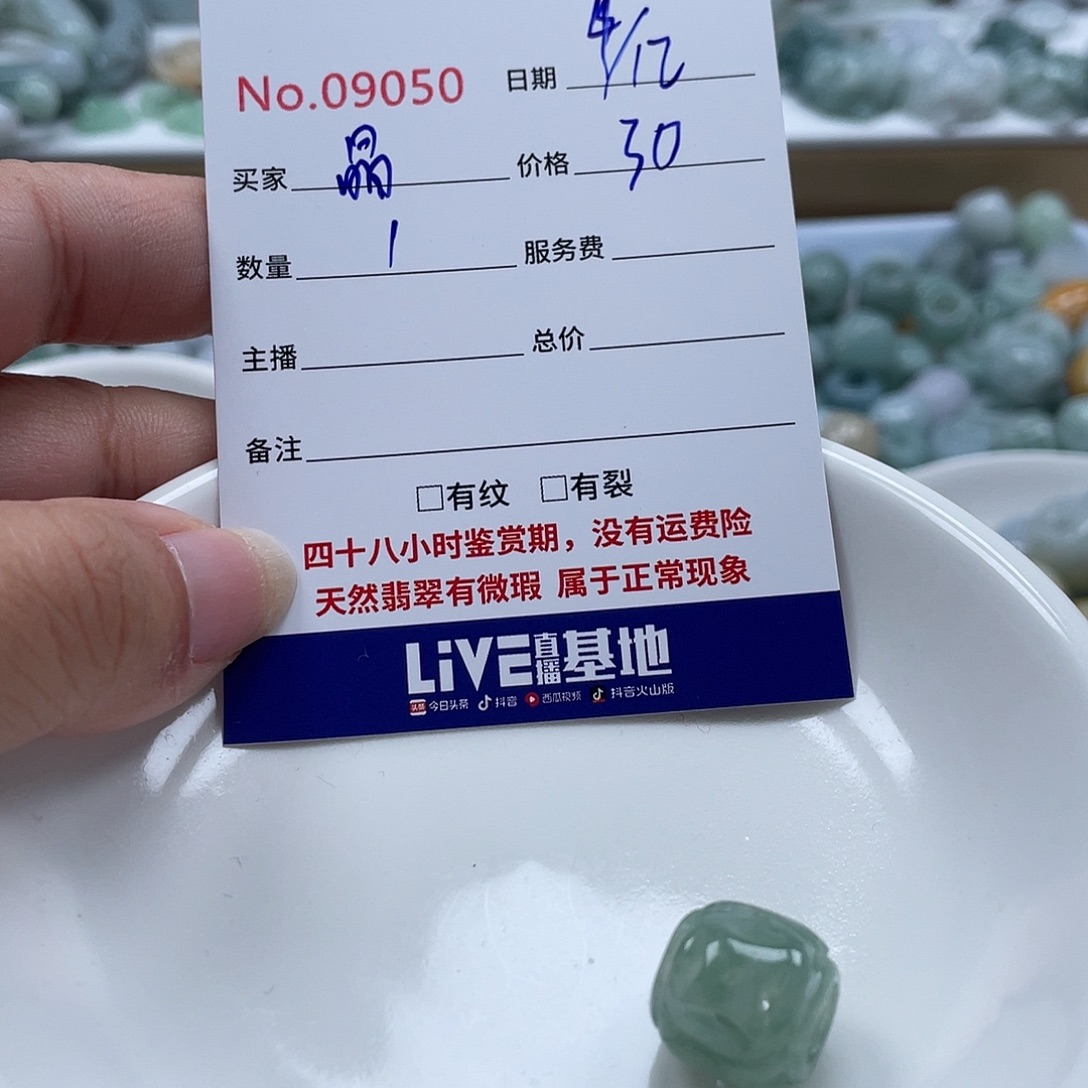 No.09050 日期 4/12
买家 晶 价格 30
数量 1 服务费
主播 总价
备注
□有纹 □有裂
四十八小时鉴赏期，没有运费险
天然翡翠有微瑕 属于正常现象
LiVE直播基地
头条 今日头条 抖音 西瓜视频 抖音火山版